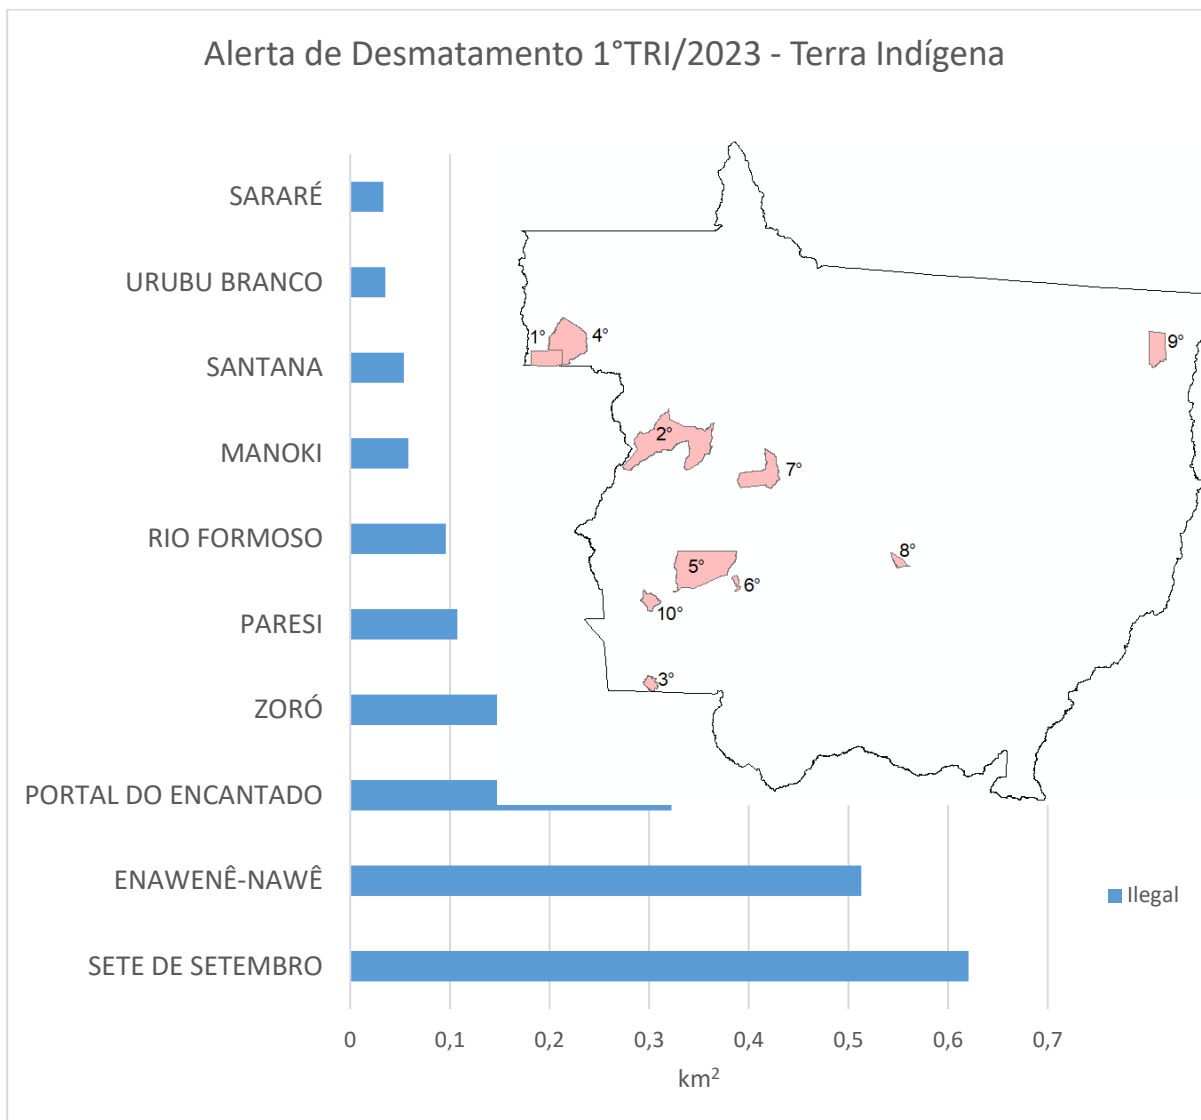 Alerta de Desmatamento 1°TRI/2023 - Terra Indígena
SARARÉ
URUBU BRANCO
SANTANA
MANOKI
RIO FORMOSO
PARESI
ZORÓ
PORTAL DO ENCANTADO
ENAWENÊ-NAWÊ
SETE DE SETEMBRO
1°
4°
9°
2°
7°
8°
5°
6°
10°
3°
Ilegal
0 0,1 0,2 0,3 0,4 0,5 0,6 0,7
km²